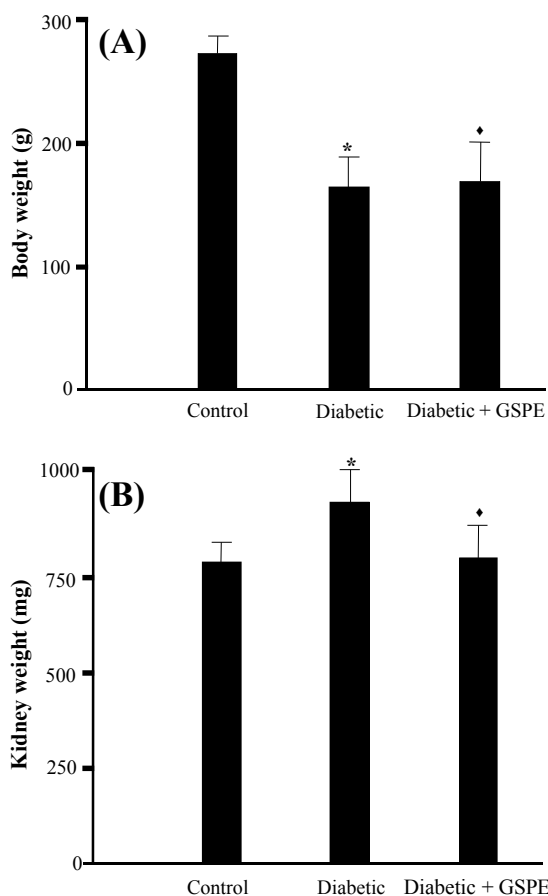 300
(A)
200
*
♦
100
0
Body weight (g)
Control Diabetic Diabetic + GSPE
1000
(B)
*
♦
750
500
250
0
Kidney weight (mg)
Control Diabetic Diabetic + GSPE